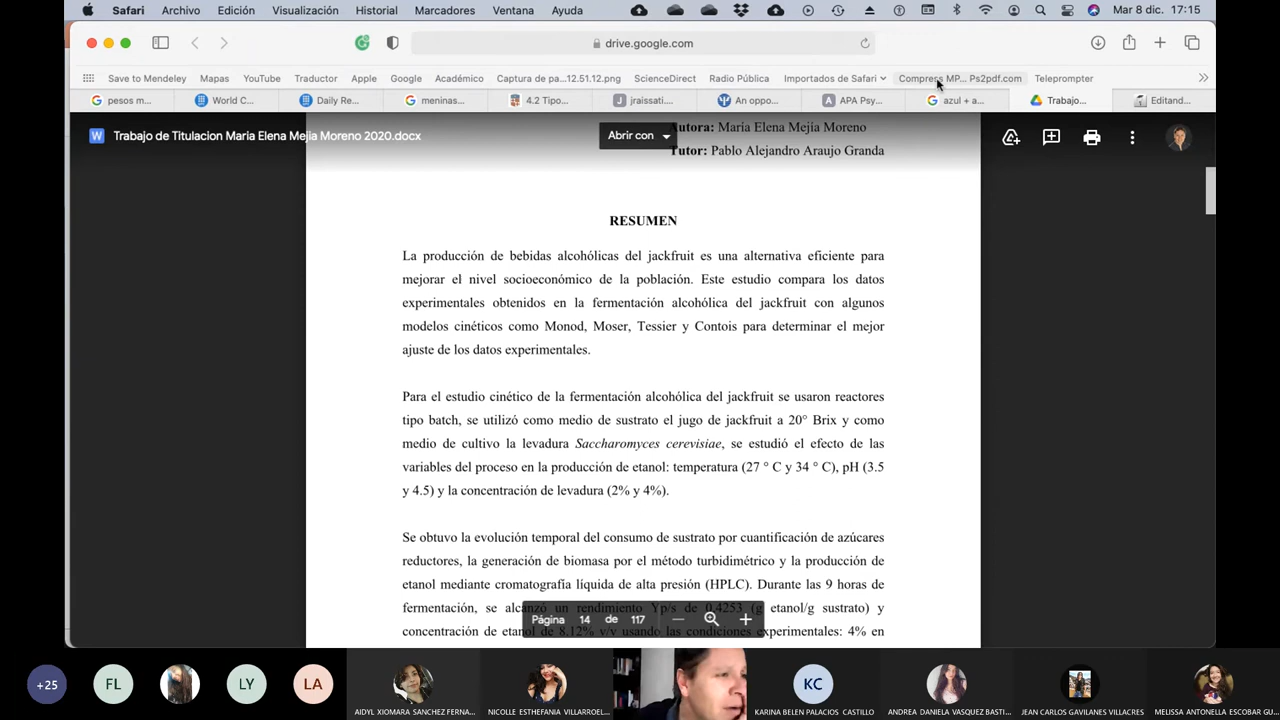 Safari Archivo Edición Visualización Historial Marcadores Ventana Ayuda Mar 8 dic. 17:15
drive.google.com
Save to Mendeley Mapas YouTube Traductor Apple Google Académico Captura de pa...12.51.12.png ScienceDirect Radio Pública Importados de Safari Compress MP... Ps2pdf.com Teleprompter
pesos m... World C... Daily Re... meninas... 4.2 Tipo... jraissati.... An oppo... APA Psy... azul + a... Trabajo... Editand...
W Trabajo de Titulacion Maria Elena Mejia Moreno 2020.docx
Abrir con
Autora: María Elena Mejía Moreno
Tutor: Pablo Alejandro Araujo Granda
RESUMEN
La producción de bebidas alcohólicas del jackfruit es una alternativa eficiente para
mejorar el nivel socioeconómico de la población. Este estudio compara los datos
experimentales obtenidos en la fermentación alcohólica del jackfruit con algunos
modelos cinéticos como Monod, Moser, Tessier y Contois para determinar el mejor
ajuste de los datos experimentales.
Para el estudio cinético de la fermentación alcohólica del jackfruit se usaron reactores
tipo batch, se utilizó como medio de sustrato el jugo de jackfruit a 20° Brix y como
medio de cultivo la levadura Saccharomyces cerevisiae, se estudió el efecto de las
variables del proceso en la producción de etanol: temperatura (27 ° C y 34 ° C), pH (3.5
y 4.5) y la concentración de levadura (2% y 4%).
Se obtuvo la evolución temporal del consumo de sustrato por cuantificación de azúcares
reductores, la generación de biomasa por el método turbidimétrico y la producción de
etanol mediante cromatografía líquida de alta presión (HPLC). Durante las 9 horas de
fermentación, se alcanzó un rendimiento Yp/s de 0.4253 (g etanol/g sustrato) y
concentración de etanol de 8.12% v/v usando las condiciones experimentales: 4% en
Página 14 de 117
+25 FL LY LA KC
AIDYL XIOMARA SANCHEZ FERNA... NICOLLE ESTHEFANIA VILLARROEL... KARINA BELEN PALACIOS CASTILLO ANDREA DANIELA VASQUEZ BASTI... JEAN CARLOS GAVILANES VILLACRES MELISSA ANTONELLA ESCOBAR GU...